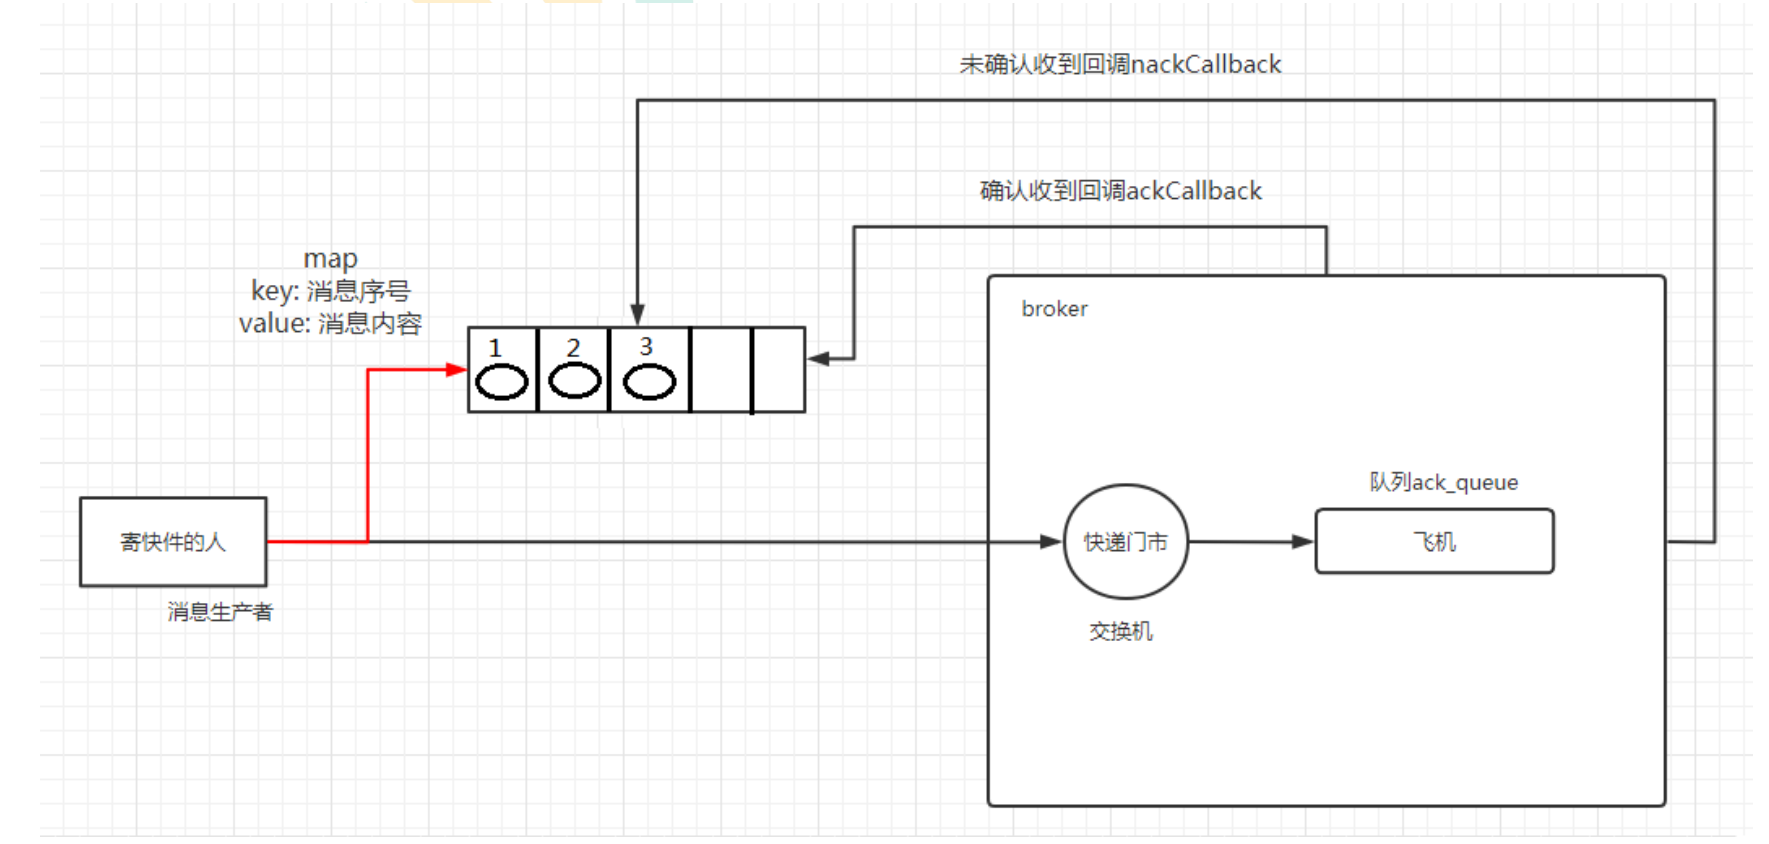 未确认收到回调nackCallback
确认收到回调ackCallback
map
key: 消息序号
value: 消息内容
broker
1
2
3
队列ack_queue
寄快件的人
快递门市
飞机
消息生产者
交换机